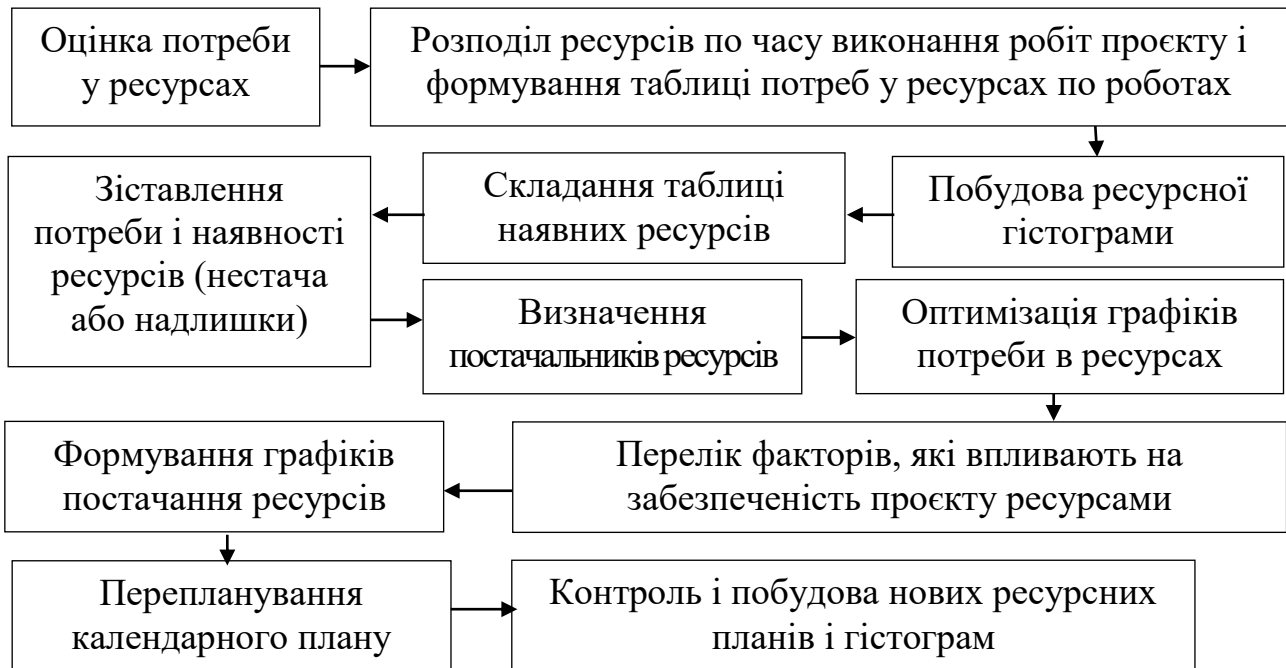 Оцінка потреби
у ресурсах
Розподіл ресурсів по часу виконання робіт проєкту і
формування таблиці потреб у ресурсах по роботах
Побудова ресурсної
гістограми
Складання таблиці
наявних ресурсів
Зіставлення
потреби і наявності
ресурсів (нестача
або надлишки)
Визначення
постачальників ресурсів
Оптимізація графіків
потреби в ресурсах
Перелік факторів, які впливають на
забезпеченість проєкту ресурсами
Формування графіків
постачання ресурсів
Перепланування
календарного плану
Контроль і побудова нових ресурсних
планів і гістограм